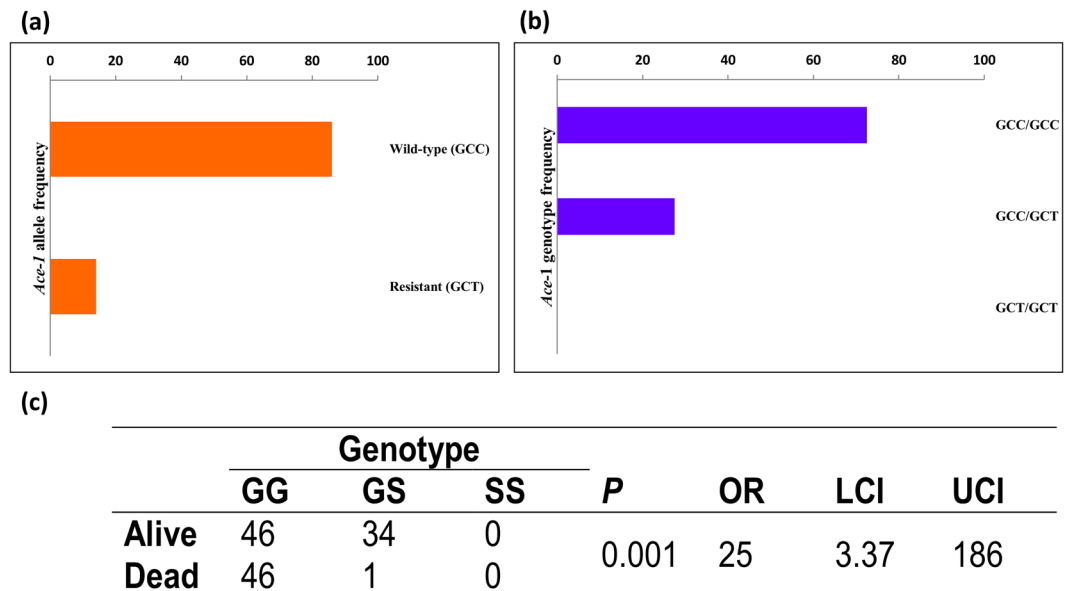 (a)
0 20 40 60 80 100
Ace-1 allele frequency
Wild-type (GCC)
Resistant (GCT)
(b)
0 20 40 60 80 100
Ace-1 genotype frequency
GCC/GCC
GCC/GCT
GCT/GCT
(c)
Genotype
GG GS SS P OR LCI UCI
Alive 46 34 0
0.001 25 3.37 186
Dead 46 1 0